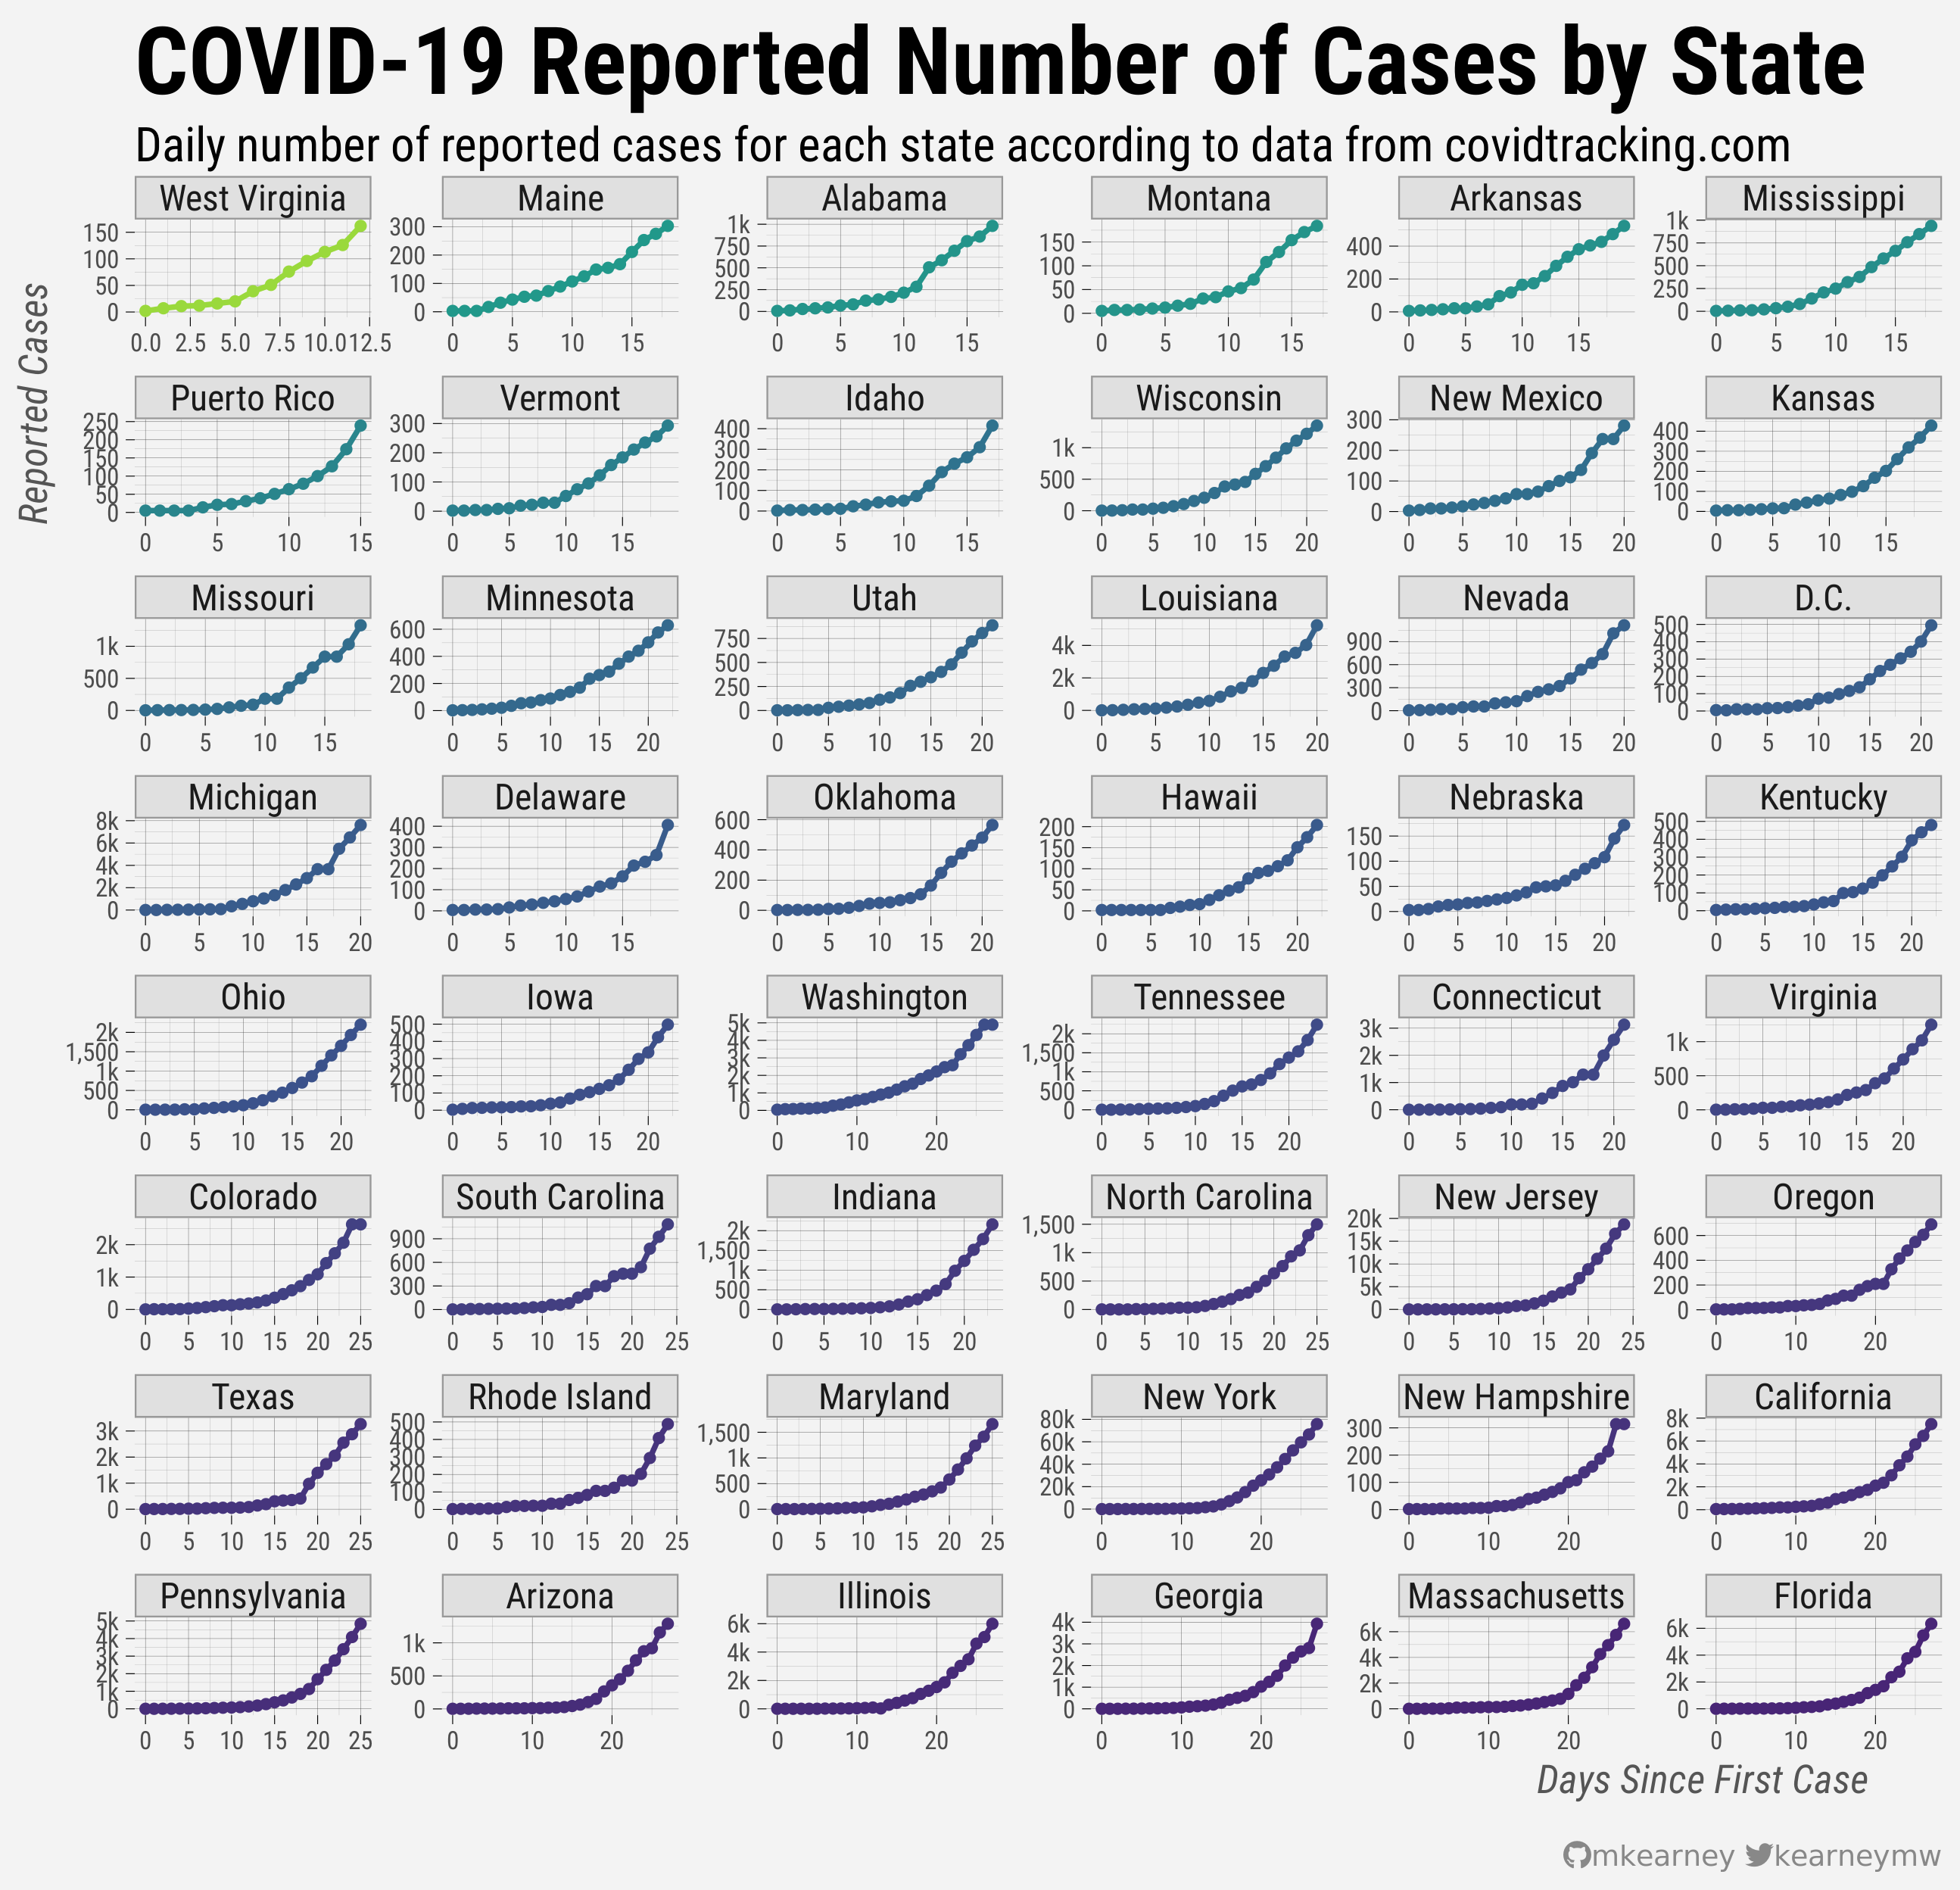 COVID-19 Reported Number of Cases by State
Daily number of reported cases for each state according to data from covidtracking.com
Reported Cases
West Virginia Maine Alabama Montana Arkansas Mississippi
150 100 50 0 300 200 100 0 1k 750 500 250 0 150 100 50 0 400 200 0 1k 750 500 250 0
0.0 2.5 5.0 7.5 10.0 12.5 0 5 10 15 0 5 10 15 0 5 10 15 0 5 10 15 0 5 10 15
Puerto Rico Vermont Idaho Wisconsin New Mexico Kansas
250 200 150 100 50 0 300 200 100 0 400 300 200 100 0 1k 500 0 300 200 100 0 400 300 200 100 0
0 5 10 15 0 5 10 15 0 5 10 15 0 5 10 15 20 0 5 10 15 20 0 5 10 15
Missouri Minnesota Utah Louisiana Nevada D.C.
1k 500 0 600 400 200 0 750 500 250 0 4k 2k 0 900 600 300 0 500 400 300 200 100 0
0 5 10 15 0 5 10 15 20 0 5 10 15 20 0 5 10 15 20 0 5 10 15 20 0 5 10 15 20
Michigan Delaware Oklahoma Hawaii Nebraska Kentucky
8k 6k 4k 2k 0 400 300 200 100 0 600 400 200 0 200 150 100 50 0 150 100 50 0 500 400 300 200 100 0
0 5 10 15 20 0 5 10 15 0 5 10 15 20 0 5 10 15 20 0 5 10 15 20 0 5 10 15 20
Ohio Iowa Washington Tennessee Connecticut Virginia
2k 1,500 1k 500 0 500 400 300 200 100 0 5k 4k 3k 2k 1k 0 2k 1,500 1k 500 0 3k 2k 1k 0 1k 500 0
0 5 10 15 20 0 5 10 15 20 0 10 20 0 5 10 15 20 0 5 10 15 20 0 5 10 15 20
Colorado South Carolina Indiana North Carolina New Jersey Oregon
2k 1k 0 900 600 300 0 2k 1,500 1k 500 0 1,500 1k 500 0 20k 15k 10k 5k 0 600 400 200 0
0 5 10 15 20 25 0 5 10 15 20 25 0 5 10 15 20 0 5 10 15 20 25 0 5 10 15 20 25 0 10 20
Texas Rhode Island Maryland New York New Hampshire California
3k 2k 1k 0 500 400 300 200 100 0 1,500 1k 500 0 80k 60k 40k 20k 0 300 200 100 0 8k 6k 4k 2k 0
0 5 10 15 20 25 0 5 10 15 20 25 0 5 10 15 20 25 0 10 20 0 10 20 0 10 20
Pennsylvania Arizona Illinois Georgia Massachusetts Florida
5k 4k 3k 2k 1k 0 1k 500 0 6k 4k 2k 0 4k 3k 2k 1k 0 6k 4k 2k 0 6k 4k 2k 0
0 5 10 15 20 25 0 10 20 0 10 20 0 10 20 0 10 20 0 10 20
Days Since First Case
mkearney kearneymw